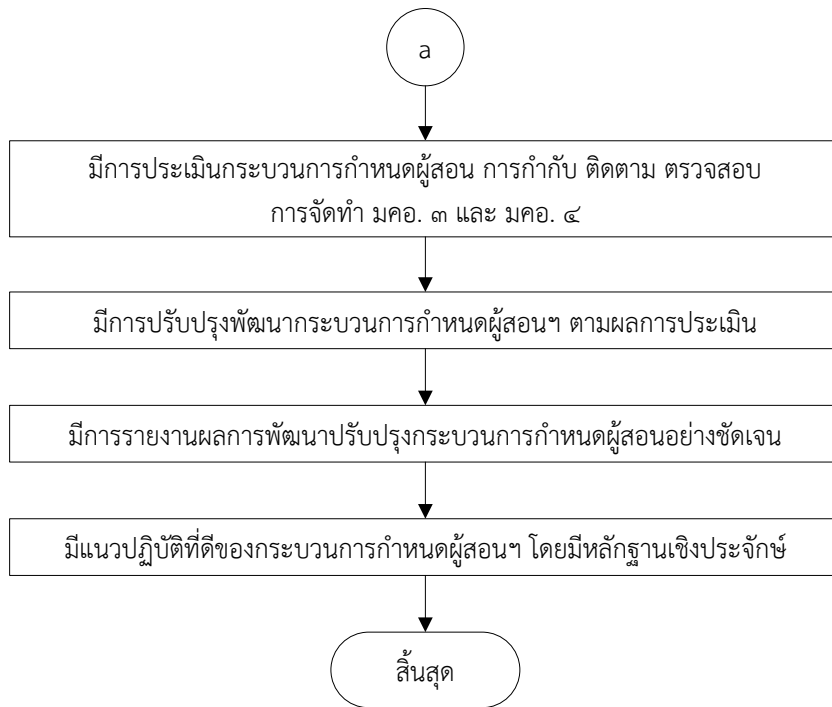 a
มีการประเมินกระบวนการกำหนดผู้สอน การกำกับ ติดตาม ตรวจสอบ
การจัดทำ มคอ. ๓ และ มคอ. ๔
มีการปรับปรุงพัฒนากระบวนการกำหนดผู้สอนฯ ตามผลการประเมิน
มีการรายงานผลการพัฒนาปรับปรุงกระบวนการกำหนดผู้สอนอย่างชัดเจน
มีแนวปฏิบัติที่ดีของกระบวนการกำหนดผู้สอนฯ โดยมีหลักฐานเชิงประจักษ์
สิ้นสุด